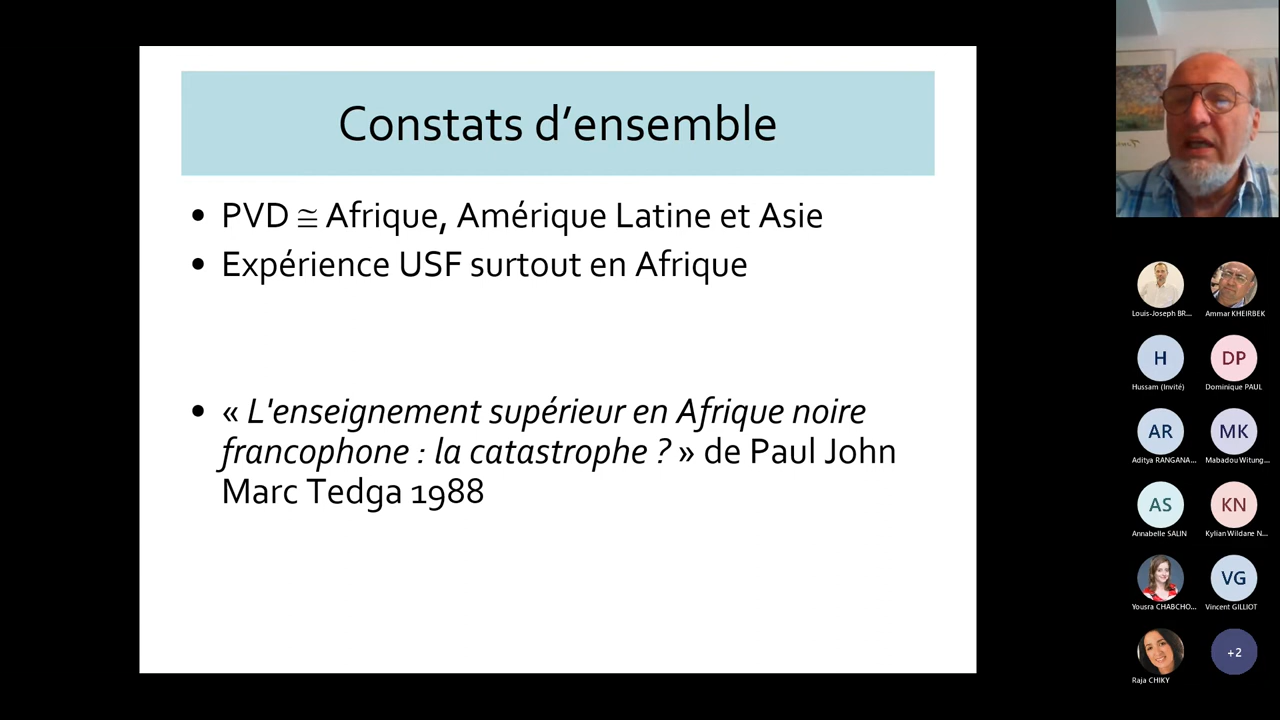 Constats d’ensemble
• PVD ≅ Afrique, Amérique Latine et Asie
• Expérience USF surtout en Afrique
• « L'enseignement supérieur en Afrique noire
francophone : la catastrophe ? » de Paul John
Marc Tedga 1988
Louis-Joseph BR...
Ammar KHEIRBEK
H
DP
Hussam (Invité)
Dominique PAUL
AR
MK
Aditya RANGANA...
Mabadou Witung...
AS
KN
Annabelle SALIN
Kylian Wildane N...
VG
Yousra CHABCHO...
Vincent GILLIOT
+2
Raja CHIKY